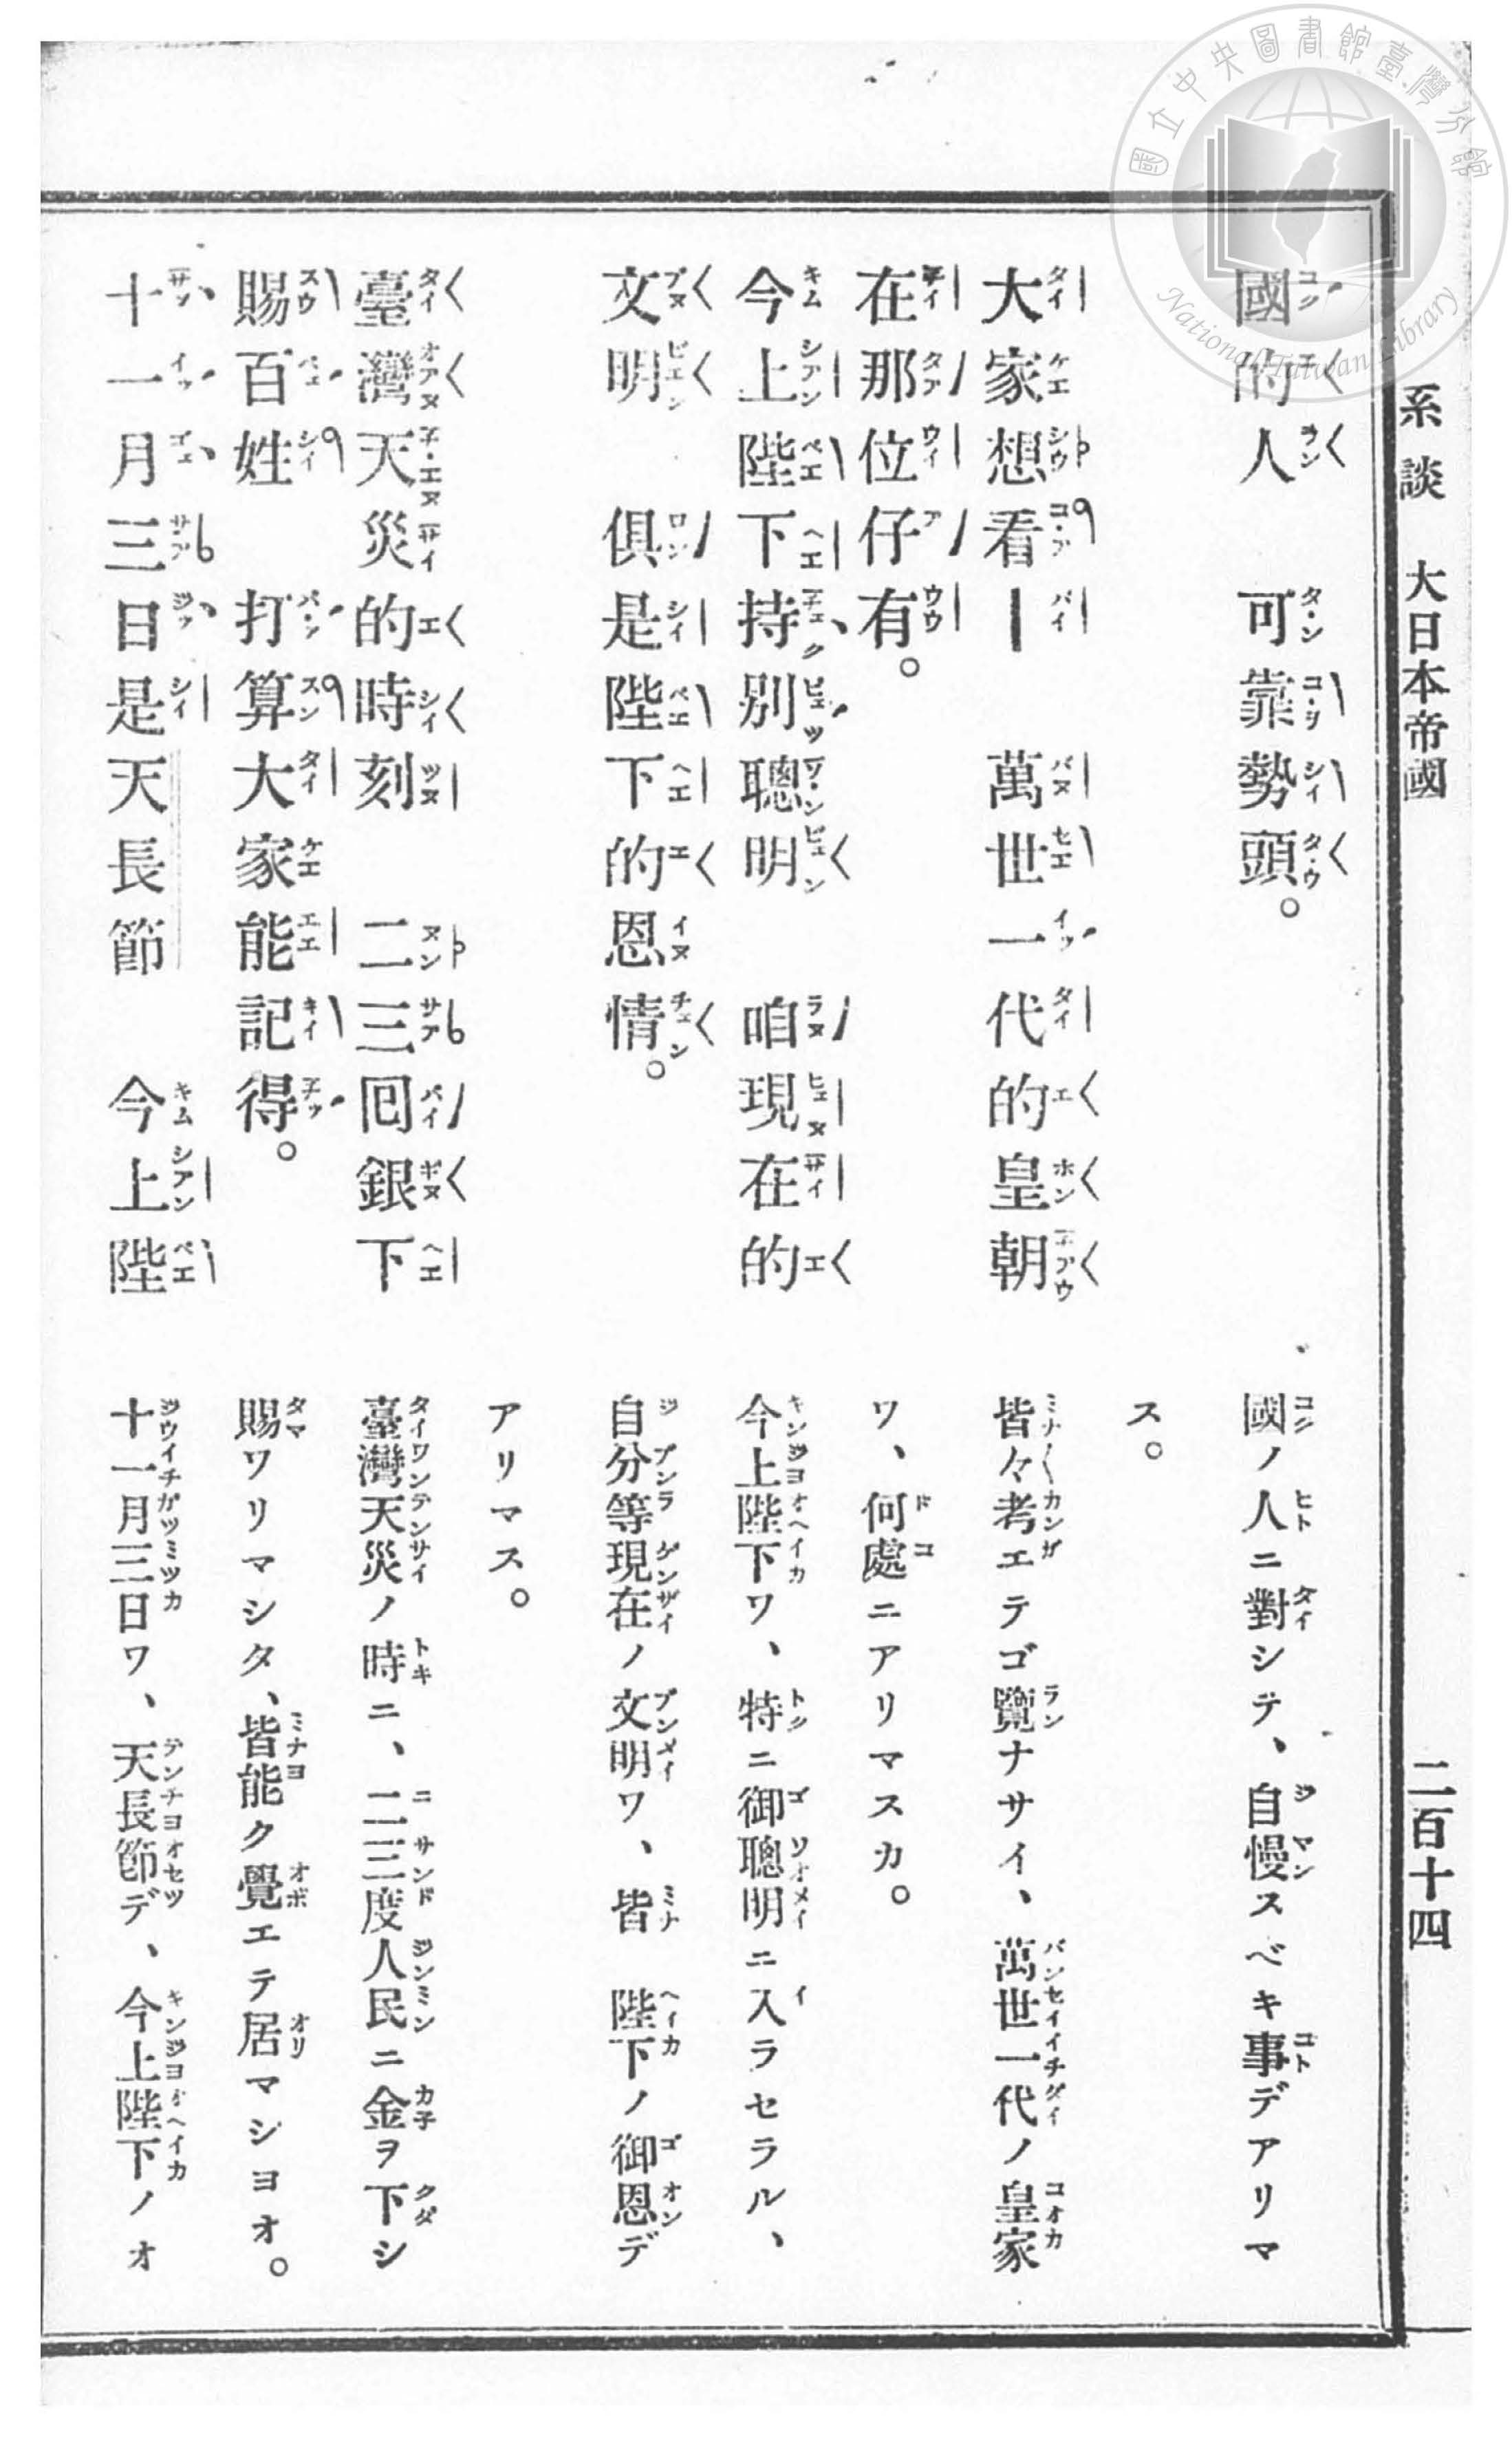 國立中央圖書館臺灣分館
National Taiwan Library
系談 大日本帝國
二百十四
國的人 可靠勢頭。
大家想看ー 萬世一代的皇朝
在那位仔有。
今上陛下持別聰明 咱現在的
文明 俱是陛下的恩情。
臺灣天災的時刻 二三囘銀下
賜百姓 打算大家能記得。
十一月三日是天長節 今上陛
國ノ人ニ對シテ、自慢スベキ事デアリマ
ス。
皆々考エテゴ覽ナサイ、萬世一代ノ皇家
ワ、何處ニアリマスカ。
今上陛下ワ、特ニ御聰明ニ入ラセラル、
自分等現在ノ文明ワ、皆 陛下ノ御恩デ
アリマス。
臺灣天災ノ時ニ、二三度人民ニ金ヲ下シ
賜ワリマシタ、皆能ク覺エテ居マショオ。
十一月三日ワ、天長節デ、今上陛下ノオ